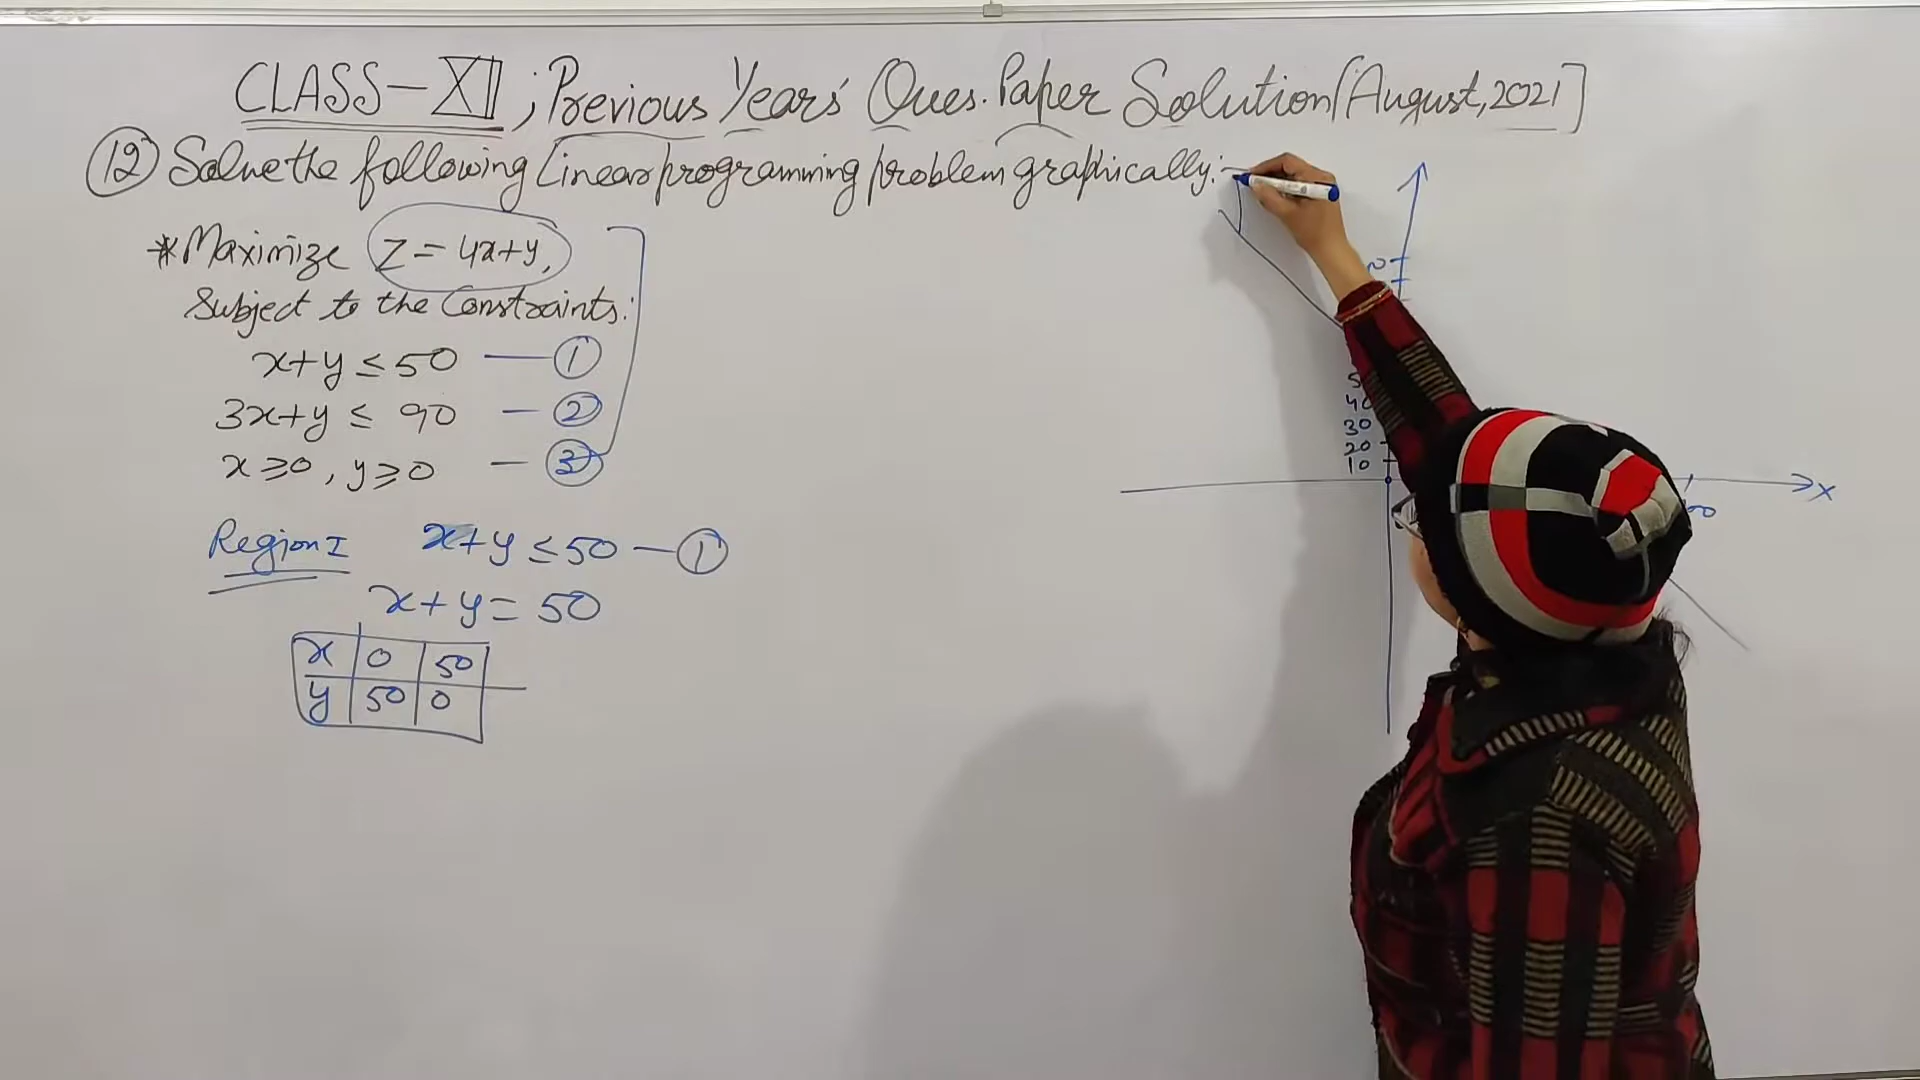 CLASS-XII; Previous Years' Ques. Paper Solution [August, 2021]
(12) Solve the following Linear programming problem graphically:-
*Maximize Z = 4x+y,
Subject to the Constraints:
x+y ≤ 50 — (1)
3x+y ≤ 90 — (2)
x ≥ 0, y ≥ 0 — (3)
Region I x+y ≤ 50 — (1)
x+y = 50
x 0 50
y 50 0
40
30
20
10
x